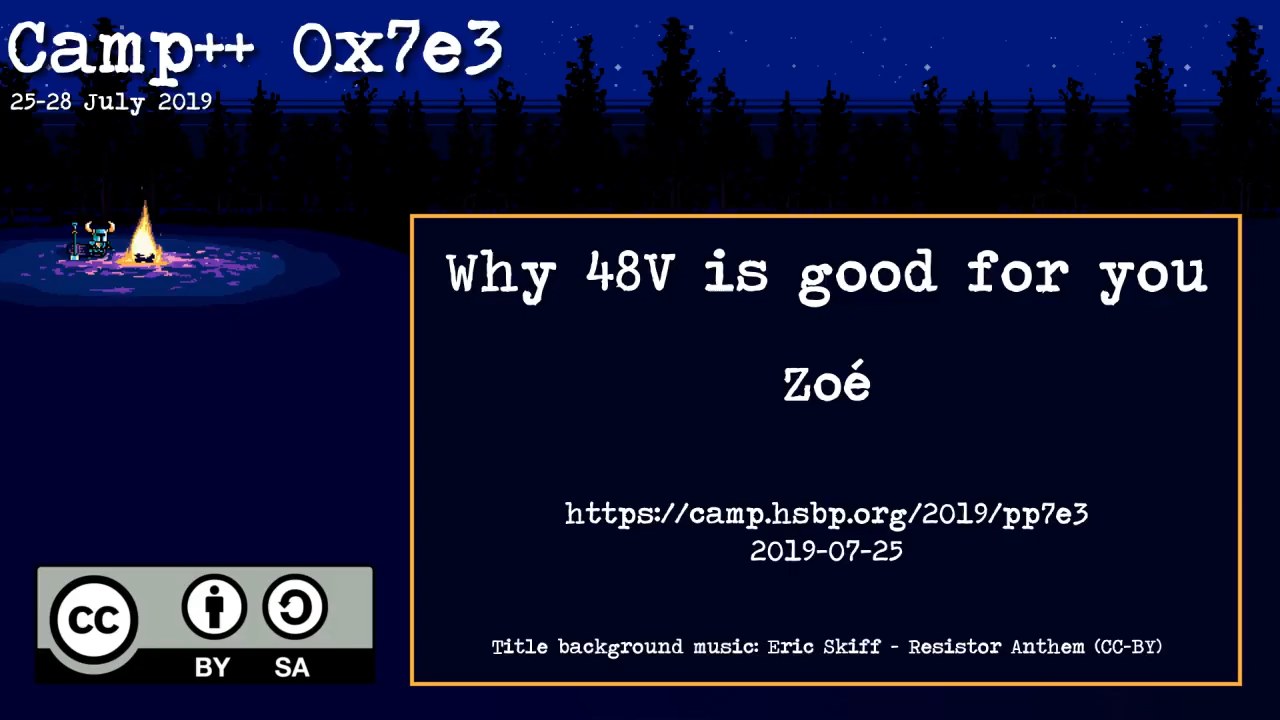 Camp++ 0x7e3
25-28 July 2019
Why 48V is good for you
Zoé
https://camp.hsbp.org/2019/pp7e3
2019-07-25
Title background music: Eric Skiff - Resistor Anthem (CC-BY)
CC
BY SA